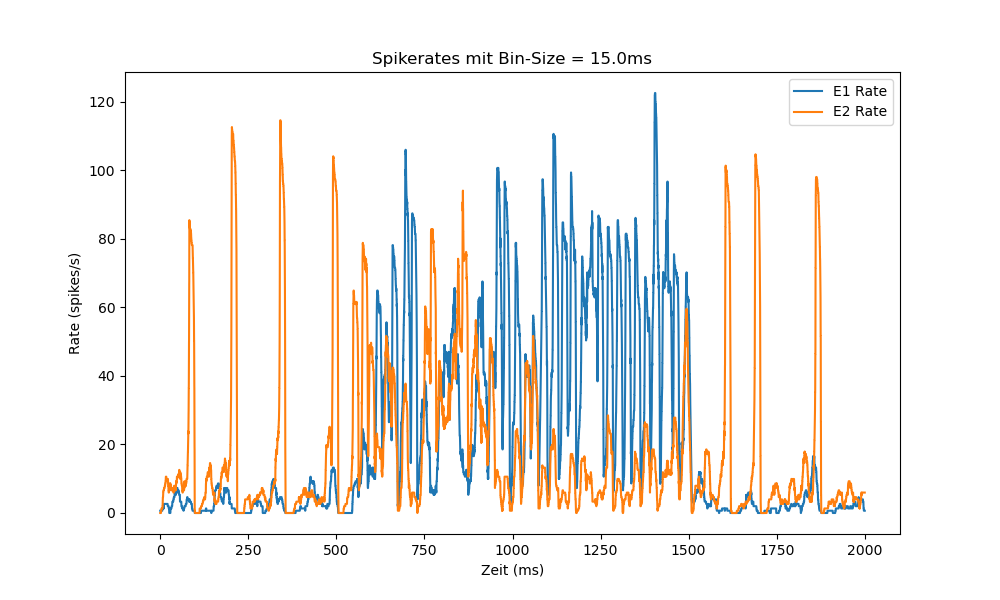 Spikerates mit Bin-Size = 15.0ms
E1 Rate
E2 Rate
Rate (spikes/s)
120
100
80
60
40
20
0
0 250 500 750 1000 1250 1500 1750 2000
Zeit (ms)